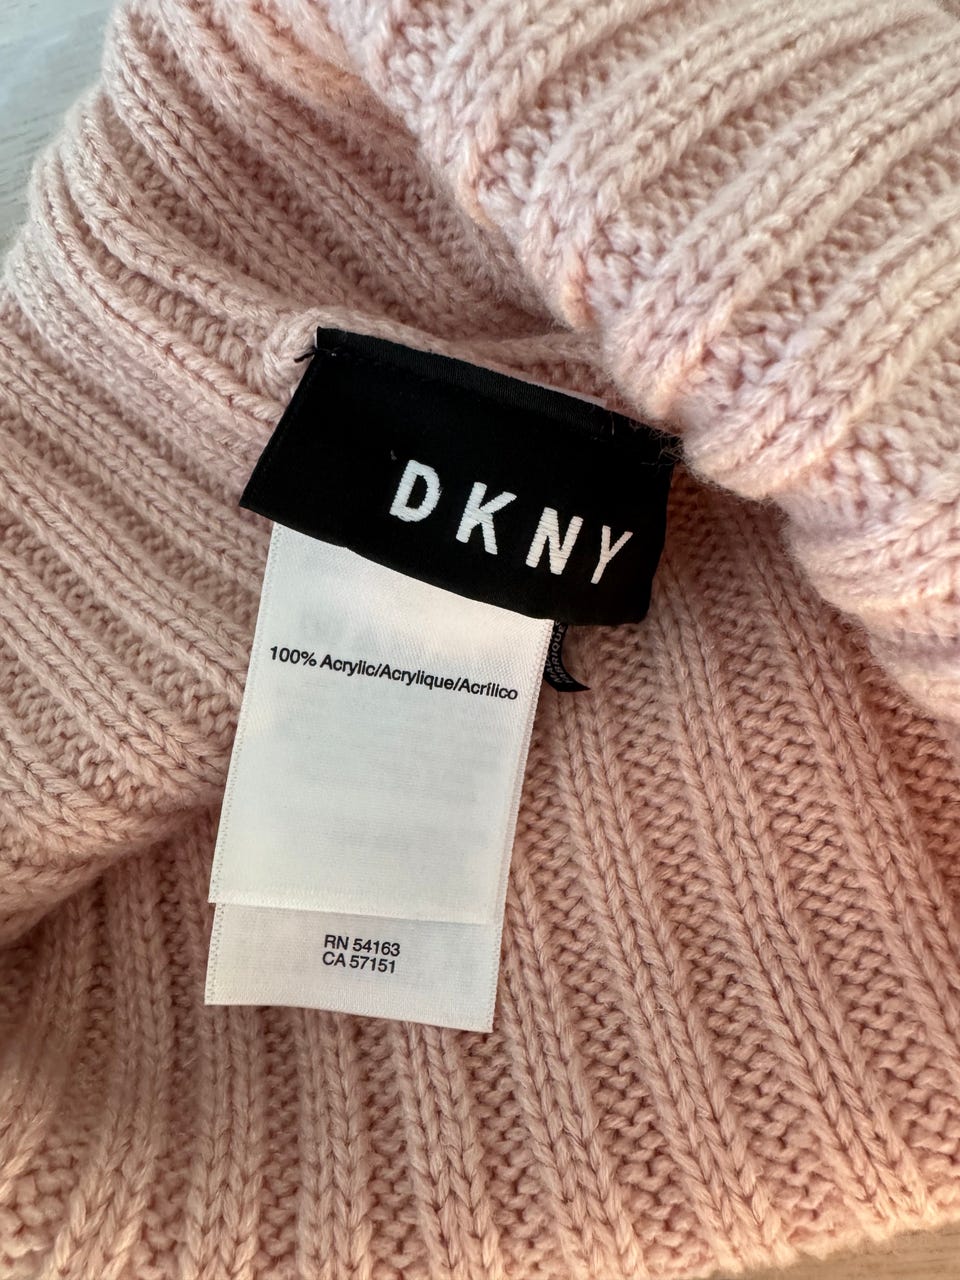 DKNY
100% Acrylic/Acrylique/Acrílico
RN 54163
CA 57151